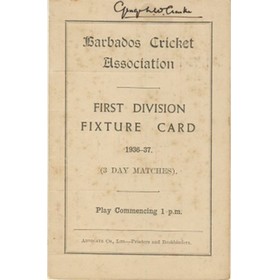 Barbados Cricket
Association
FIRST DIVISION
FIXTURE CARD
1936-37.
(3 DAY MATCHES).
Play Commencing 1 p.m.
Advocate Co., Ltd.—Printers and Bookbinders.